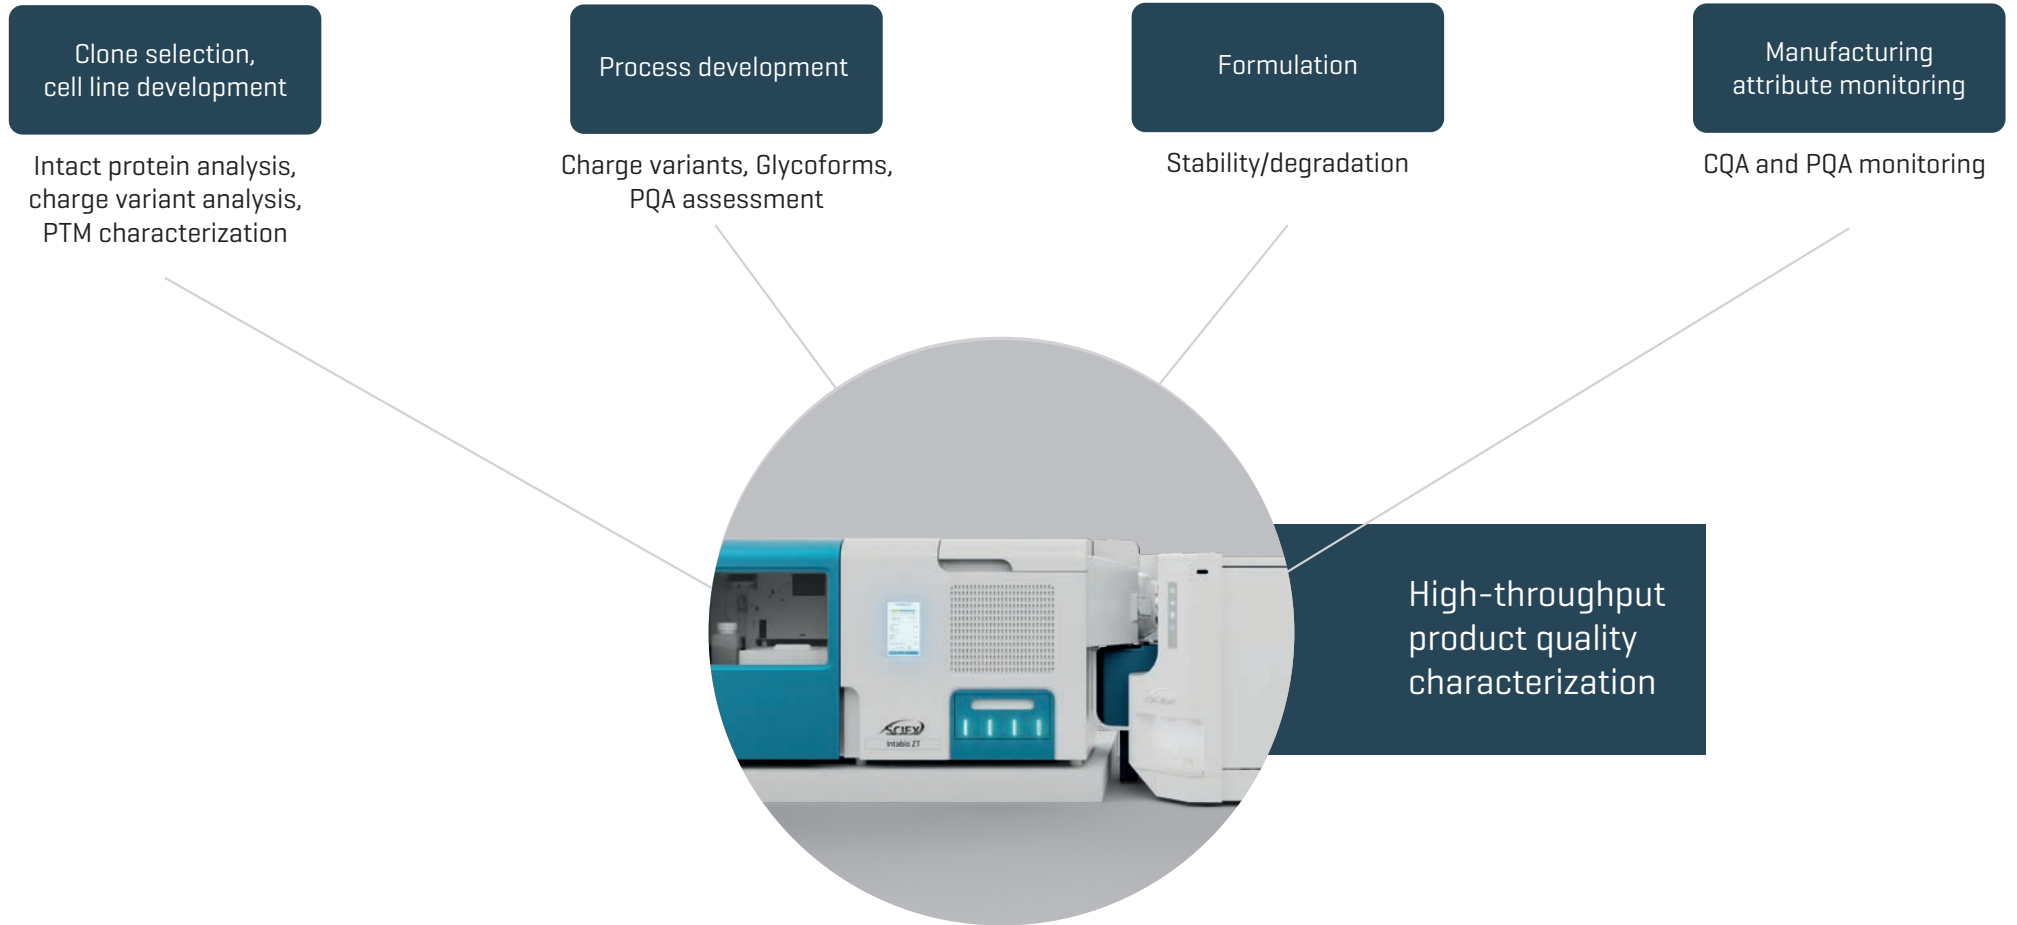 Clone selection,
cell line development
Process development
Formulation
Manufacturing
attribute monitoring
Intact protein analysis,
charge variant analysis,
PTM characterization
Charge variants, Glycoforms,
PQA assessment
Stability/degradation
CQA and PQA monitoring
High-throughput
product quality
characterization
SCIEX
Intabio ZT
SCIEX